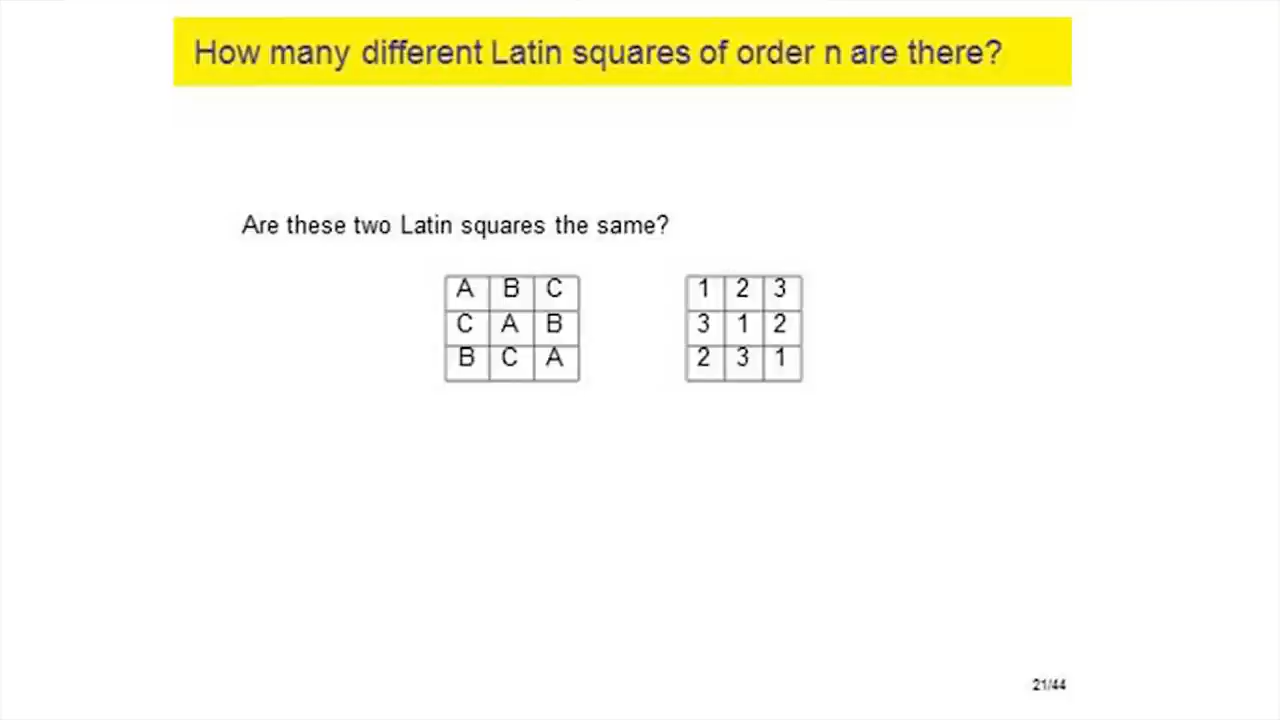 How many different Latin squares of order n are there?
Are these two Latin squares the same?
A B C 1 2 3
C A B 3 1 2
B C A 2 3 1
21/44